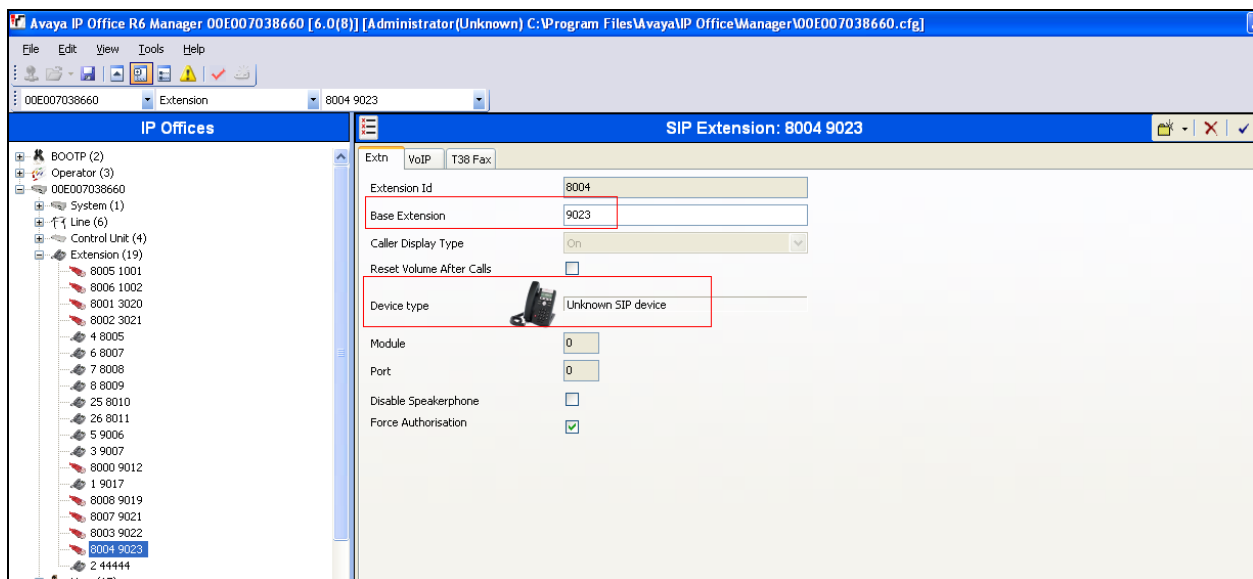 Avaya IP Office R6 Manager 00E007038660 [6.0(8)] [Administrator(Unknown) C:\Program Files\Avaya\IP Office\Manager\00E007038660.cfg]
File Edit View Tools Help
00E007038660 Extension 8004 9023
IP Offices
SIP Extension: 8004 9023
BOOTP (2)
Operator (3)
00E007038660
System (1)
Line (6)
Control Unit (4)
Extension (19)
8005 1001
8006 1002
8001 3020
8002 3021
4 8005
6 8007
7 8008
8 8009
25 8010
26 8011
5 9006
3 9007
8000 9012
1 9017
8008 9019
8007 9021
8003 9022
8004 9023
2 44444
Extn VoIP T38 Fax
Extension Id 8004
Base Extension 9023
Caller Display Type On
Reset Volume After Calls
Device type Unknown SIP device
Module 0
Port 0
Disable Speakerphone
Force Authorisation